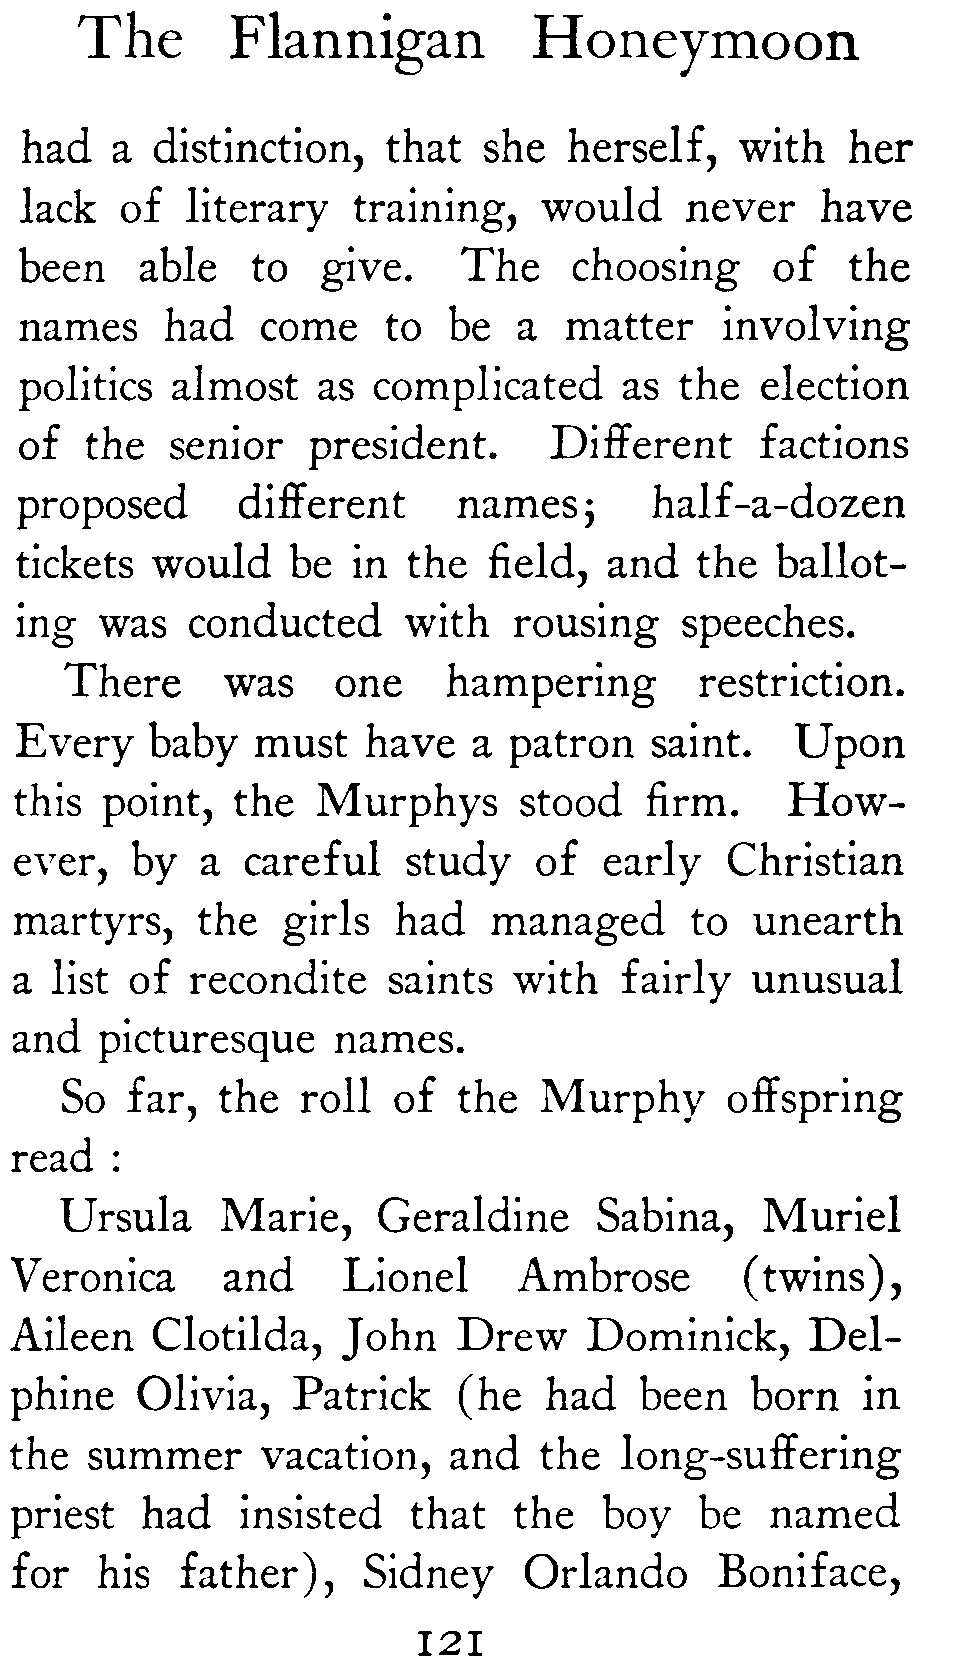 The Flannigan Honeymoon
had a distinction, that she herself, with her
lack of literary training, would never have
been able to give. The choosing of the
names had come to be a matter involving
politics almost as complicated as the election
of the senior president. Different factions
proposed different names; half-a-dozen
tickets would be in the field, and the ballot-
ing was conducted with rousing speeches.
There was one hampering restriction.
Every baby must have a patron saint. Upon
this point, the Murphys stood firm. How-
ever, by a careful study of early Christian
martyrs, the girls had managed to unearth
a list of recondite saints with fairly unusual
and picturesque names.
So far, the roll of the Murphy offspring
read :
Ursula Marie, Geraldine Sabina, Muriel
Veronica and Lionel Ambrose (twins),
Aileen Clotilda, John Drew Dominick, Del-
phine Olivia, Patrick (he had been born in
the summer vacation, and the long-suffering
priest had insisted that the boy be named
for his father), Sidney Orlando Boniface,
121